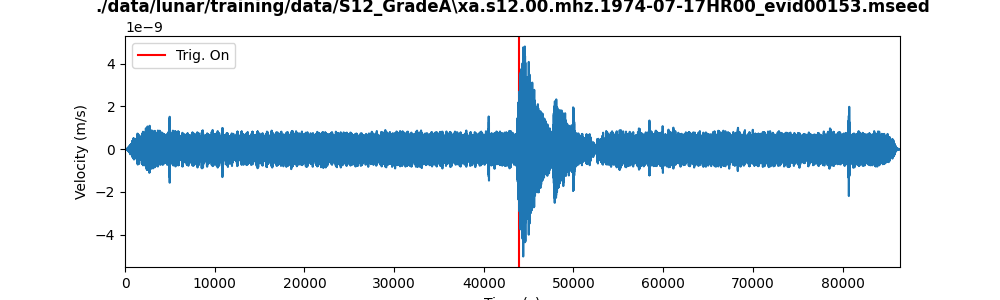 ./data/lunar/training/data/S12_GradeA\xa.s12.00.mhz.1974-07-17HR00_evid00153.mseed
1e−9
Trig. On
4
2
0
−2
−4
Velocity (m/s)
0 10000 20000 30000 40000 50000 60000 70000 80000